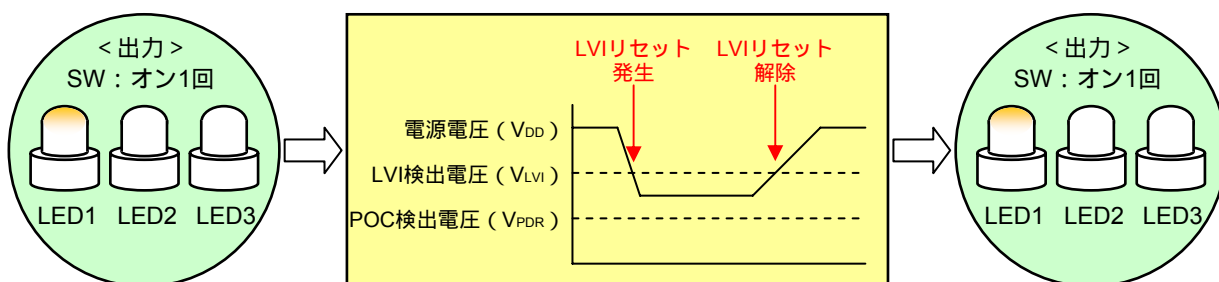 <出力>
SW:オン1回
LED1 LED2 LED3
LVIリセット
発生
LVIリセット
解除
電源電圧(VDD)
LVI検出電圧(VLVI)
POC検出電圧(VPDR)
<出力>
SW:オン1回
LED1 LED2 LED3